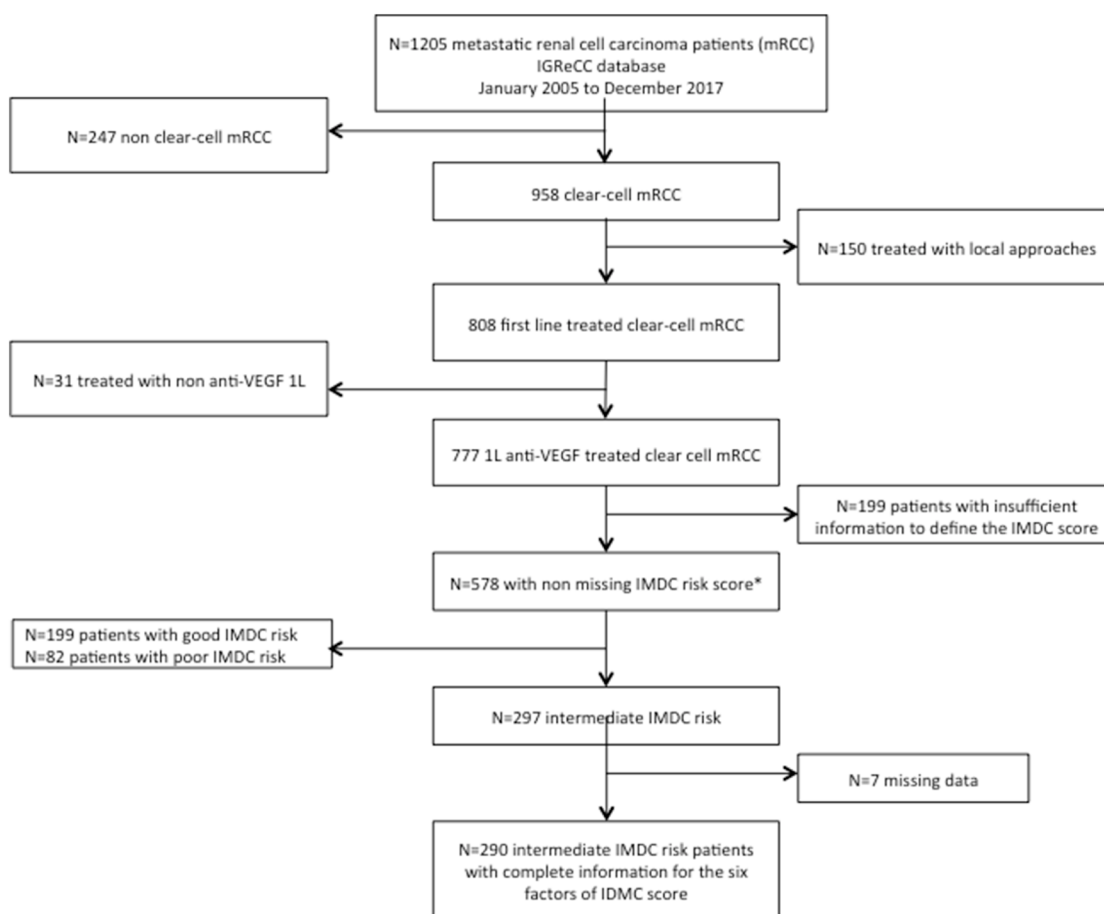 N=1205 metastatic renal cell carcinoma patients (mRCC)
IGReCC database
January 2005 to December 2017
N=247 non clear-cell mRCC
958 clear-cell mRCC
N=150 treated with local approaches
808 first line treated clear-cell mRCC
N=31 treated with non anti-VEGF 1L
777 1L anti-VEGF treated clear cell mRCC
N=199 patients with insufficient
information to define the IMDC score
N=578 with non missing IMDC risk score*
N=199 patients with good IMDC risk
N=82 patients with poor IMDC risk
N=297 intermediate IMDC risk
N=7 missing data
N=290 intermediate IMDC risk patients
with complete information for the six
factors of IDMC score